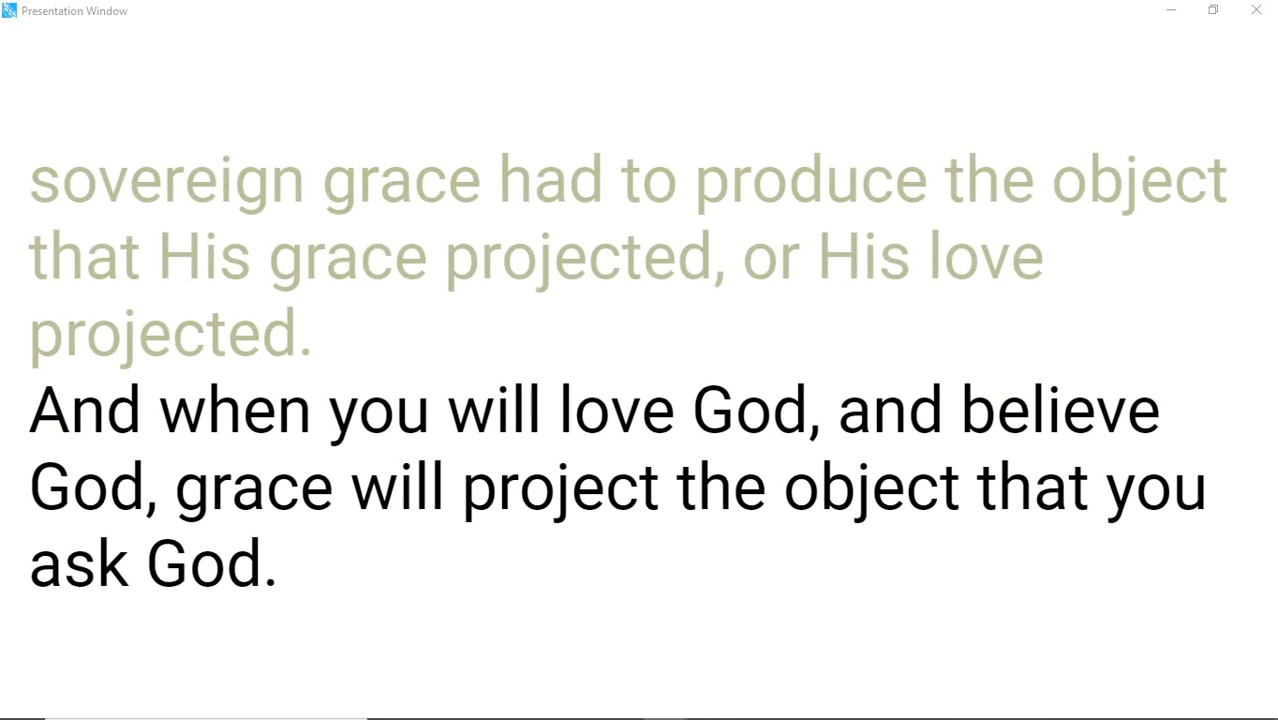 Presentation Window
sovereign grace had to produce the object
that His grace projected, or His love
projected.
And when you will love God, and believe
God, grace will project the object that you
ask God.